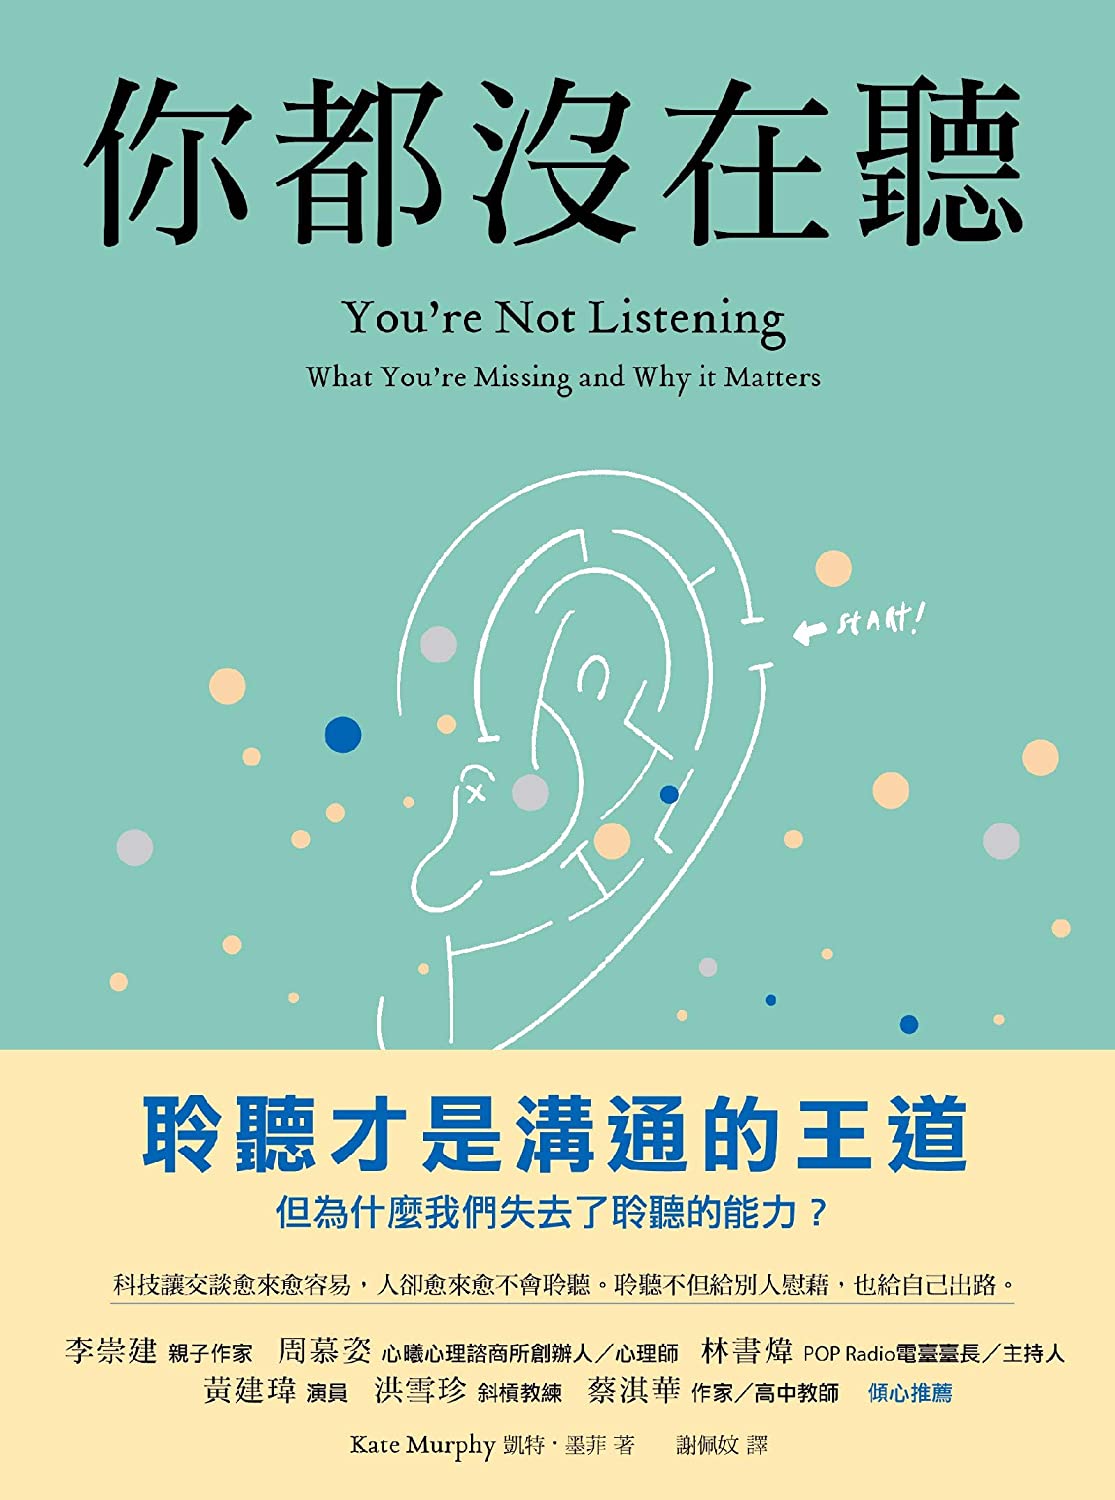 你都沒在聽
You're Not Listening
What You're Missing and Why it Matters
START!
聆聽才是溝通的王道
但為什麼我們失去了聆聽的能力？
科技讓交談愈來愈容易，人卻愈來愈不會聆聽。聆聽不但給別人慰藉，也給自己出路。
李崇建 親子作家 周慕姿 心曦心理諮商所創辦人／心理師 林書煒 POP Radio電臺臺長／主持人
黃建瑋 演員 洪雪珍 斜槓教練 蔡淇華 作家／高中教師 傾心推薦
Kate Murphy 凱特·墨菲 著 謝佩妏 譯